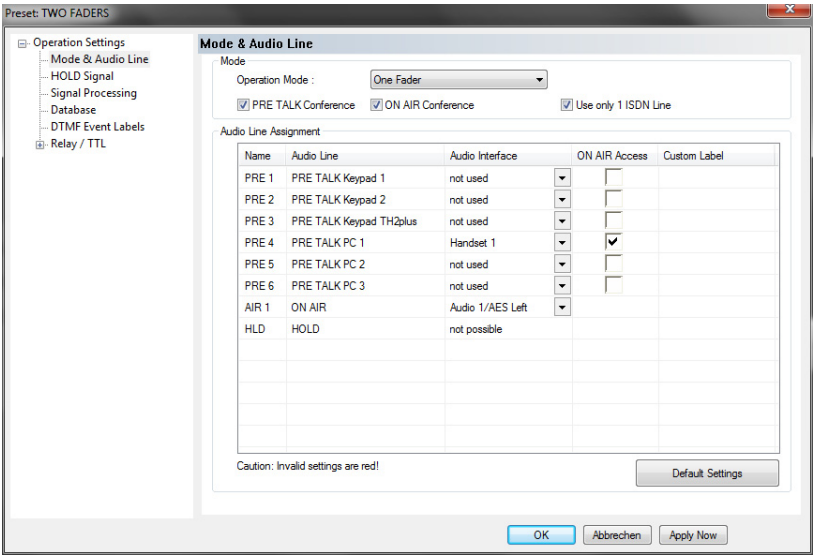 Preset: TWO FADERS
Operation Settings
Mode & Audio Line
HOLD Signal
Signal Processing
Database
DTMF Event Labels
Relay / TTL
Mode & Audio Line
Mode
Operation Mode : One Fader
PRE TALK Conference ON AIR Conference Use only 1 ISDN Line
Audio Line Assignment
Name Audio Line Audio Interface ON AIR Access Custom Label
PRE 1 PRE TALK Keypad 1 not used
PRE 2 PRE TALK Keypad 2 not used
PRE 3 PRE TALK Keypad TH2plus not used
PRE 4 PRE TALK PC 1 Handset 1
PRE 5 PRE TALK PC 2 not used
PRE 6 PRE TALK PC 3 not used
AIR 1 ON AIR Audio 1/AES Left
HLD HOLD not possible
Caution: Invalid settings are red!
Default Settings
OK Abbrechen Apply Now